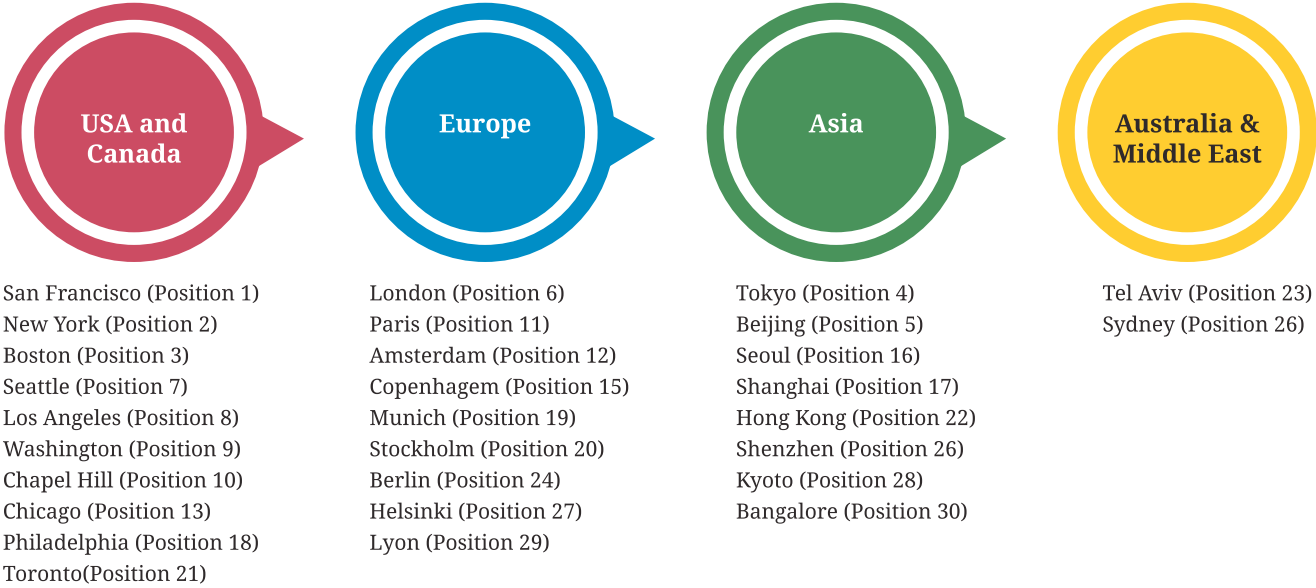 USA and
Canada
San Francisco (Position 1)
New York (Position 2)
Boston (Position 3)
Seattle (Position 7)
Los Angeles (Position 8)
Washington (Position 9)
Chapel Hill (Position 10)
Chicago (Position 13)
Philadelphia (Position 18)
Toronto(Position 21)
Europe
London (Position 6)
Paris (Position 11)
Amsterdam (Position 12)
Copenhagem (Position 15)
Munich (Position 19)
Stockholm (Position 20)
Berlin (Position 24)
Helsinki (Position 27)
Lyon (Position 29)
Asia
Tokyo (Position 4)
Beijing (Position 5)
Seoul (Position 16)
Shanghai (Position 17)
Hong Kong (Position 22)
Shenzhen (Position 26)
Kyoto (Position 28)
Bangalore (Position 30)
Australia &
Middle East
Tel Aviv (Position 23)
Sydney (Position 26)